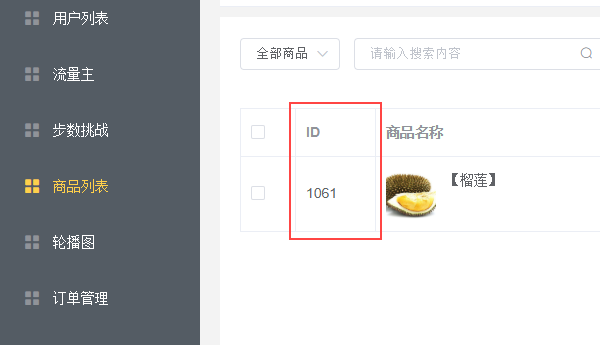 用户列表
流量主
步数挑战
商品列表
轮播图
订单管理
全部商品
请输入搜索内容
ID
商品名称
1061
【榴莲】